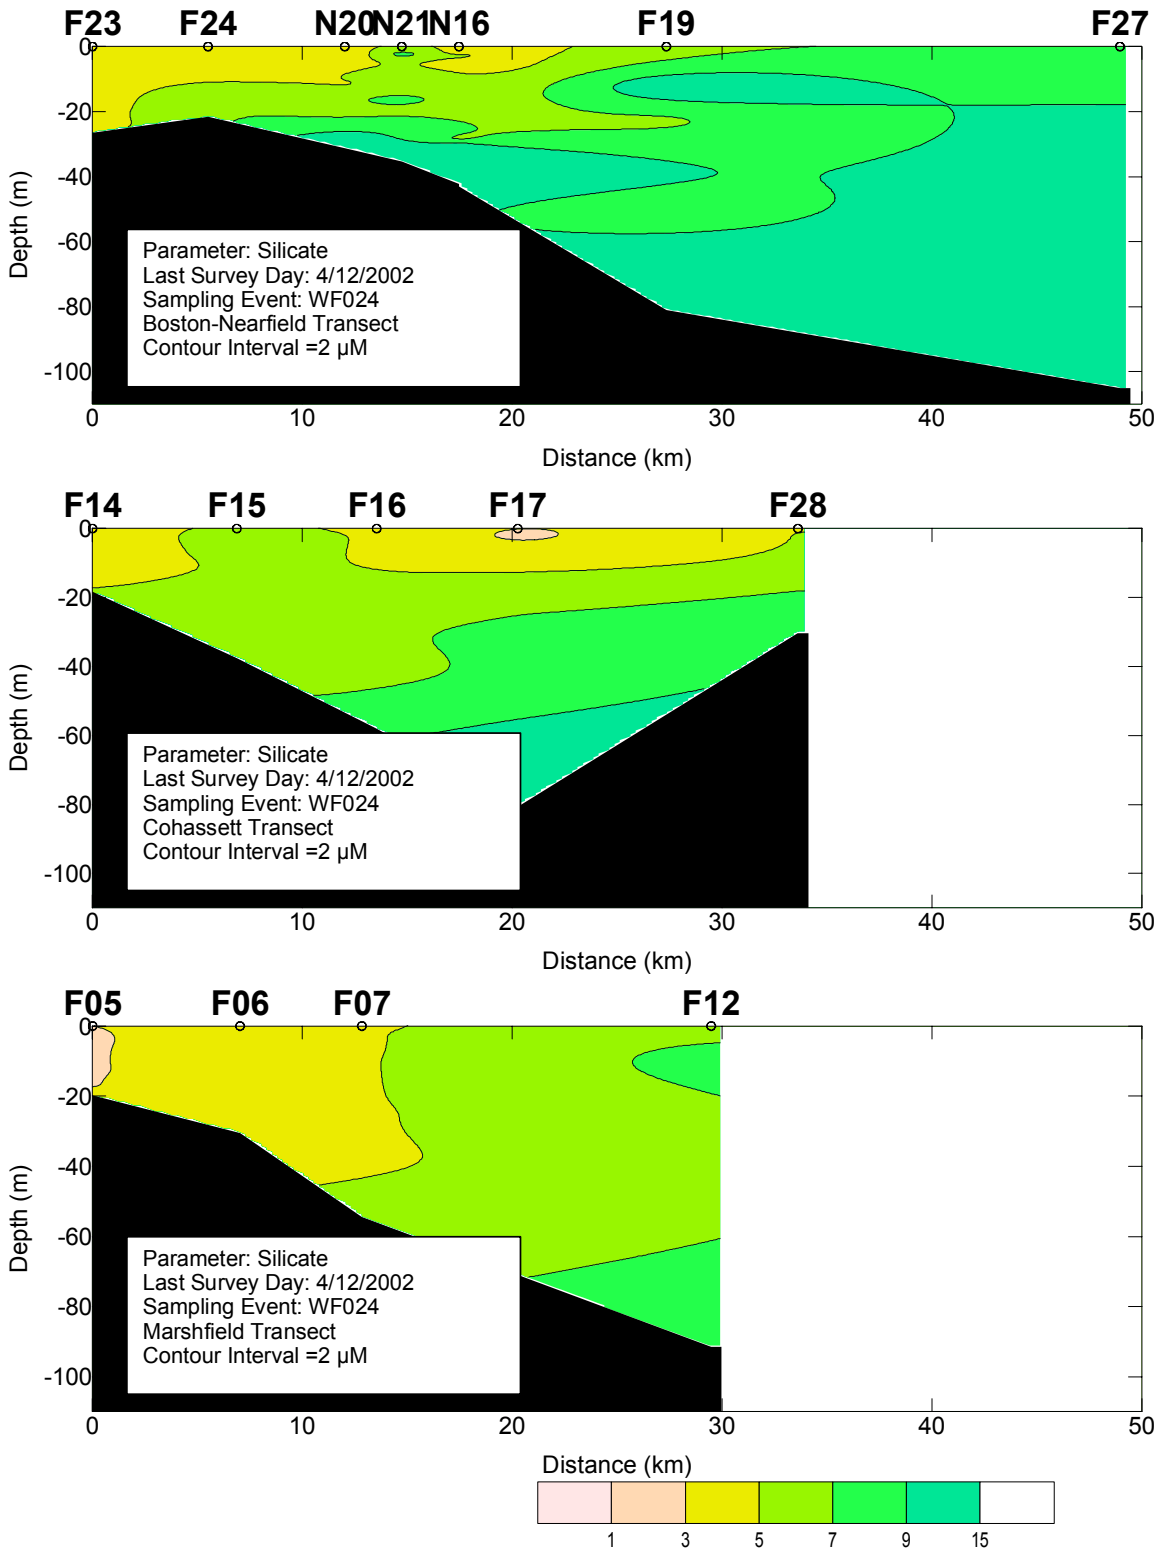 F23 F24 N20 N21 N16 F19 F27
0
-20
-40
-60
-80
-100
Depth (m)
Parameter: Silicate
Last Survey Day: 4/12/2002
Sampling Event: WF024
Boston-Nearfield Transect
Contour Interval =2 µM
0 10 20 30 40 50
Distance (km)
F14 F15 F16 F17 F28
0
-20
-40
-60
-80
-100
Depth (m)
Parameter: Silicate
Last Survey Day: 4/12/2002
Sampling Event: WF024
Cohassett Transect
Contour Interval =2 µM
0 10 20 30 40 50
Distance (km)
F05 F06 F07 F12
0
-20
-40
-60
-80
-100
Depth (m)
Parameter: Silicate
Last Survey Day: 4/12/2002
Sampling Event: WF024
Marshfield Transect
Contour Interval =2 µM
0 10 20 30 40 50
Distance (km)
1 3 5 7 9 15